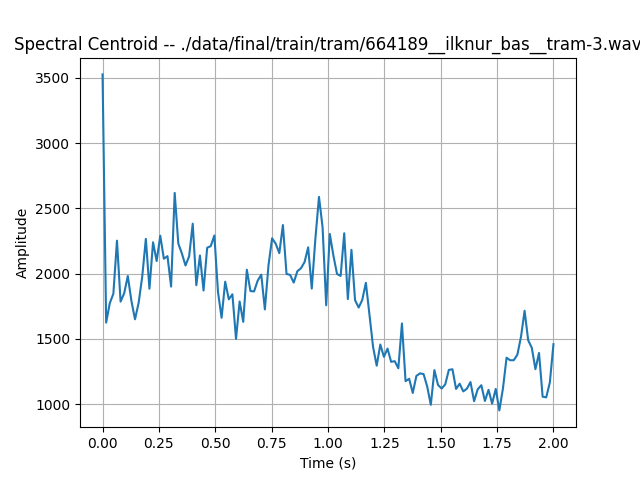 Spectral Centroid -- ./data/final/train/tram/664189__ilknur_bas__tram-3.wav
3500
3000
2500
2000
1500
1000
Amplitude
0.00 0.25 0.50 0.75 1.00 1.25 1.50 1.75 2.00
Time (s)